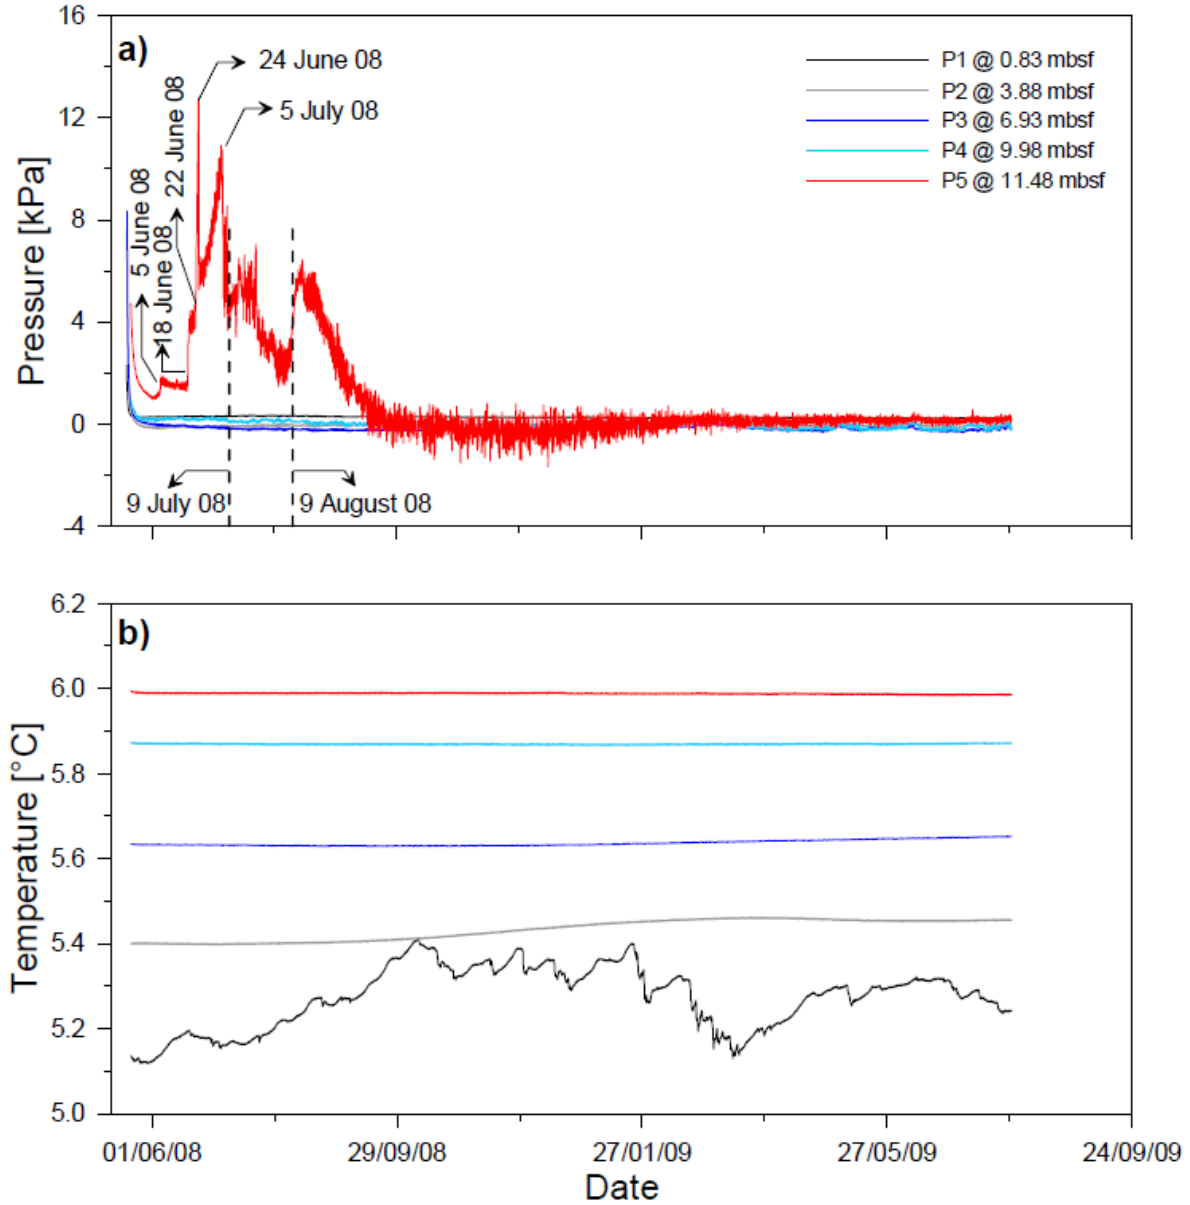 a)
24 June 08
5 July 08
22 June 08
5 June 08
18 June 08
P1 @ 0.83 mbsf
P2 @ 3.88 mbsf
P3 @ 6.93 mbsf
P4 @ 9.98 mbsf
P5 @ 11.48 mbsf
16
12
8
4
0
-4
Pressure [kPa]
9 July 08
9 August 08
b)
6.2
6.0
5.8
5.6
5.4
5.2
5.0
Temperature [°C]
01/06/08
29/09/08
27/01/09
27/05/09
24/09/09
Date